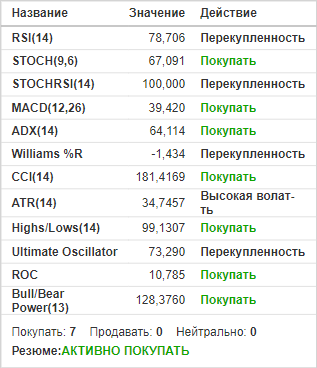 Название Значение Действие
RSI(14) 78,706 Перекупленность
STOCH(9,6) 67,091 Покупать
STOCHRSI(14) 100,000 Перекупленность
MACD(12,26) 39,420 Покупать
ADX(14) 64,114 Покупать
Williams %R -1,434 Перекупленность
CCI(14) 181,4169 Покупать
ATR(14) 34,7457 Высокая волат-
ть
Highs/Lows(14) 99,1307 Покупать
Ultimate Oscillator 73,290 Перекупленность
ROC 10,785 Покупать
Bull/Bear
Power(13) 128,3760 Покупать
Покупать: 7 Продавать: 0 Нейтрально: 0
Резюме:АКТИВНО ПОКУПАТЬ